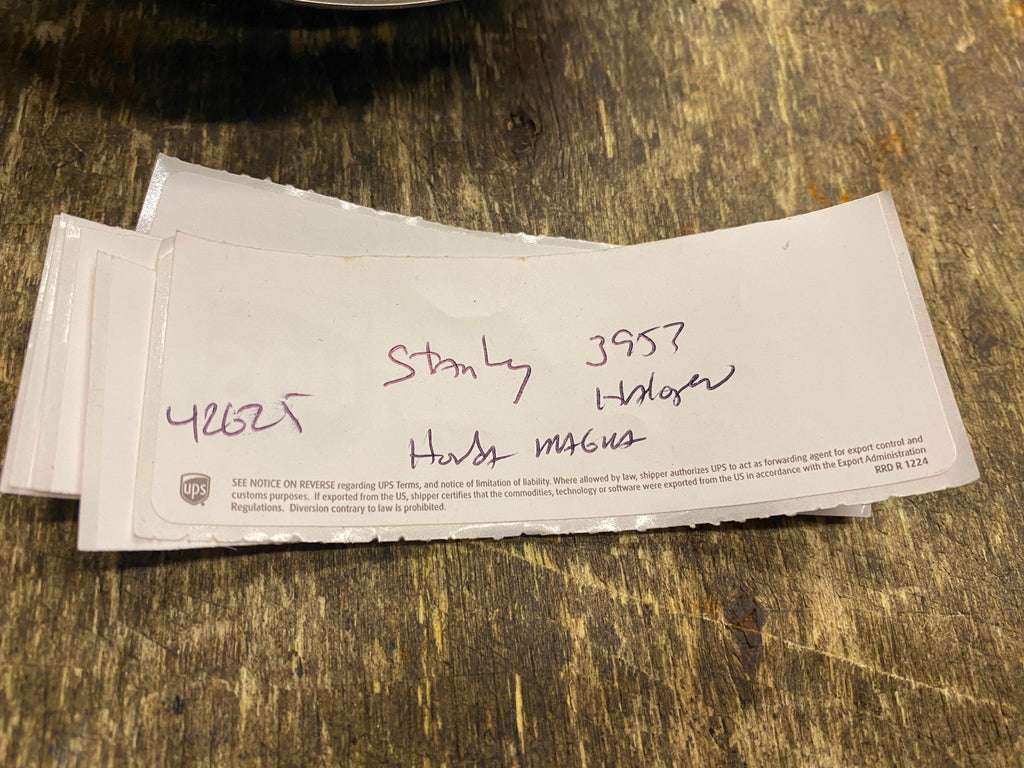 Stanley 3953
Halogen
42625
Honda MAGNA
ups
SEE NOTICE ON REVERSE regarding UPS Terms, and notice of limitation of liability. Where allowed by law, shipper authorizes UPS to act as forwarding agent for export control and
customs purposes. If exported from the US, shipper certifies that the commodities, technology or software were exported from the US in accordance with the Export Administration
Regulations. Diversion contrary to law is prohibited.
RRD R 1224